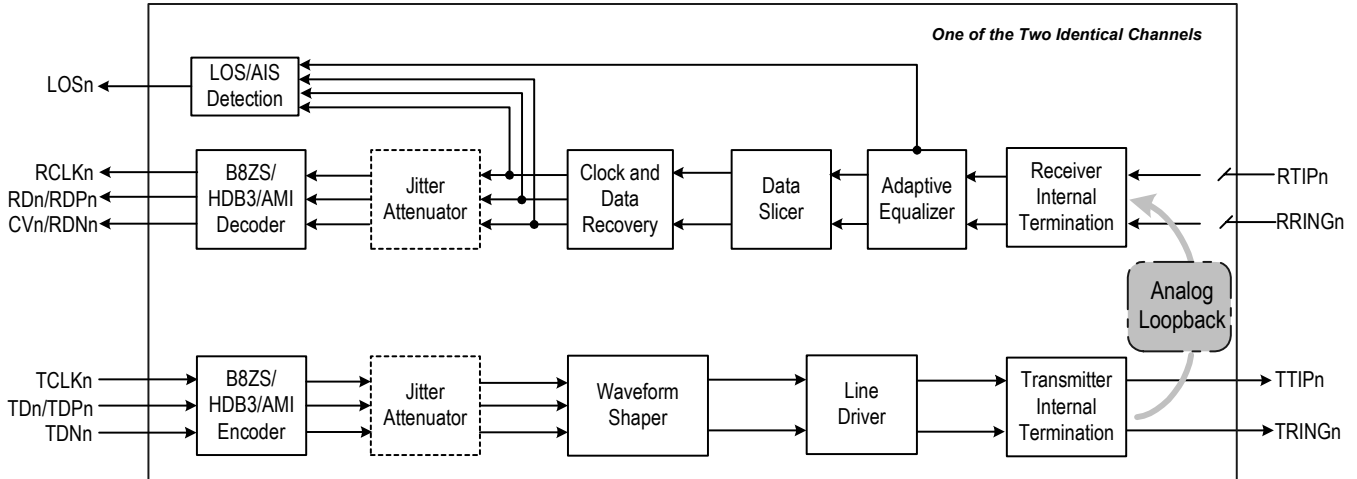 One of the Two Identical Channels
LOSn
LOS/AIS
Detection
RCLKn
RDn/RDPn
CVn/RDNn
B8ZS/
HDB3/AMI
Decoder
Jitter
Attenuator
Clock and
Data
Recovery
Data
Slicer
Adaptive
Equalizer
Receiver
Internal
Termination
RTIPn
RRINGn
Analog
Loopback
TCLKn
TDn/TDPn
TDNn
B8ZS/
HDB3/AMI
Encoder
Jitter
Attenuator
Waveform
Shaper
Line
Driver
Transmitter
Internal
Termination
TTIPn
TRINGn